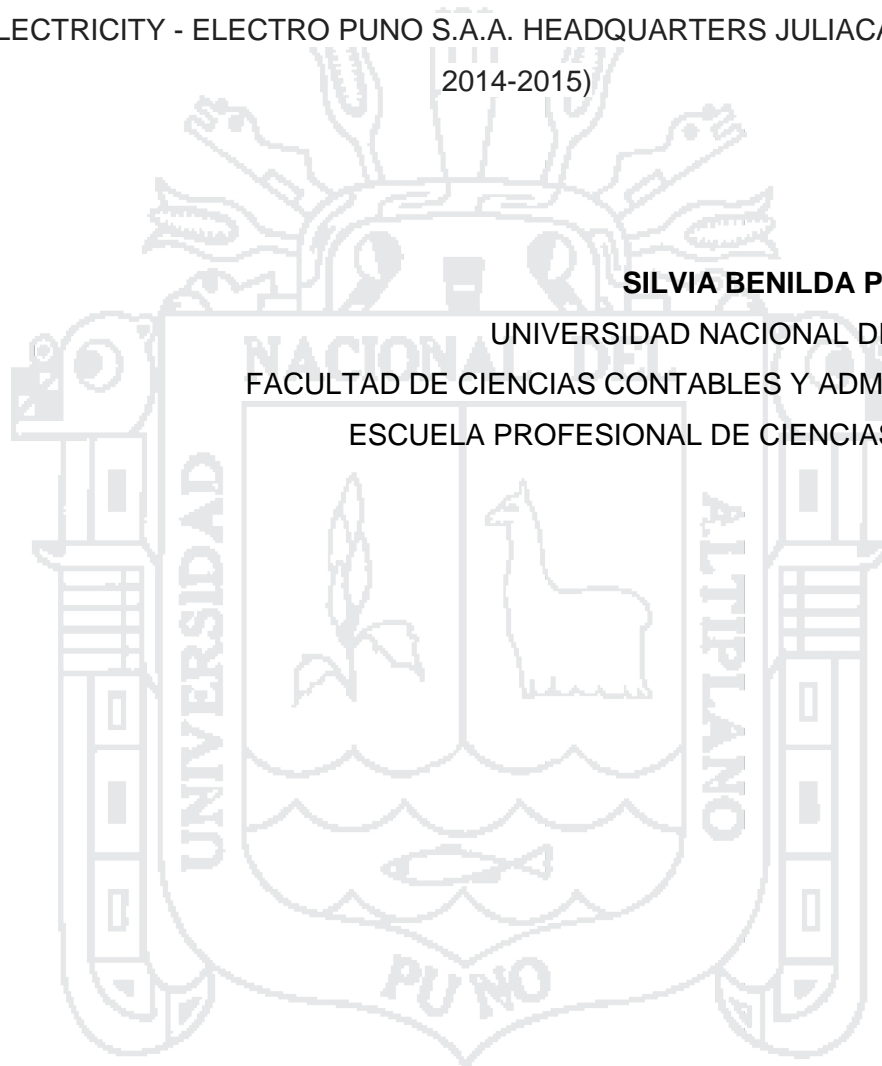 LECTRICITY - ELECTRO PUNO S.A.A. HEADQUARTERS JULIACA
2014-2015)
SILVIA BENILDA P
UNIVERSIDAD NACIONAL DE
FACULTAD DE CIENCIAS CONTABLES Y ADM
ESCUELA PROFESIONAL DE CIENCIAS
NACIONAL DEL
UNIVERSIDAD
ALTIPLANO
PUNO